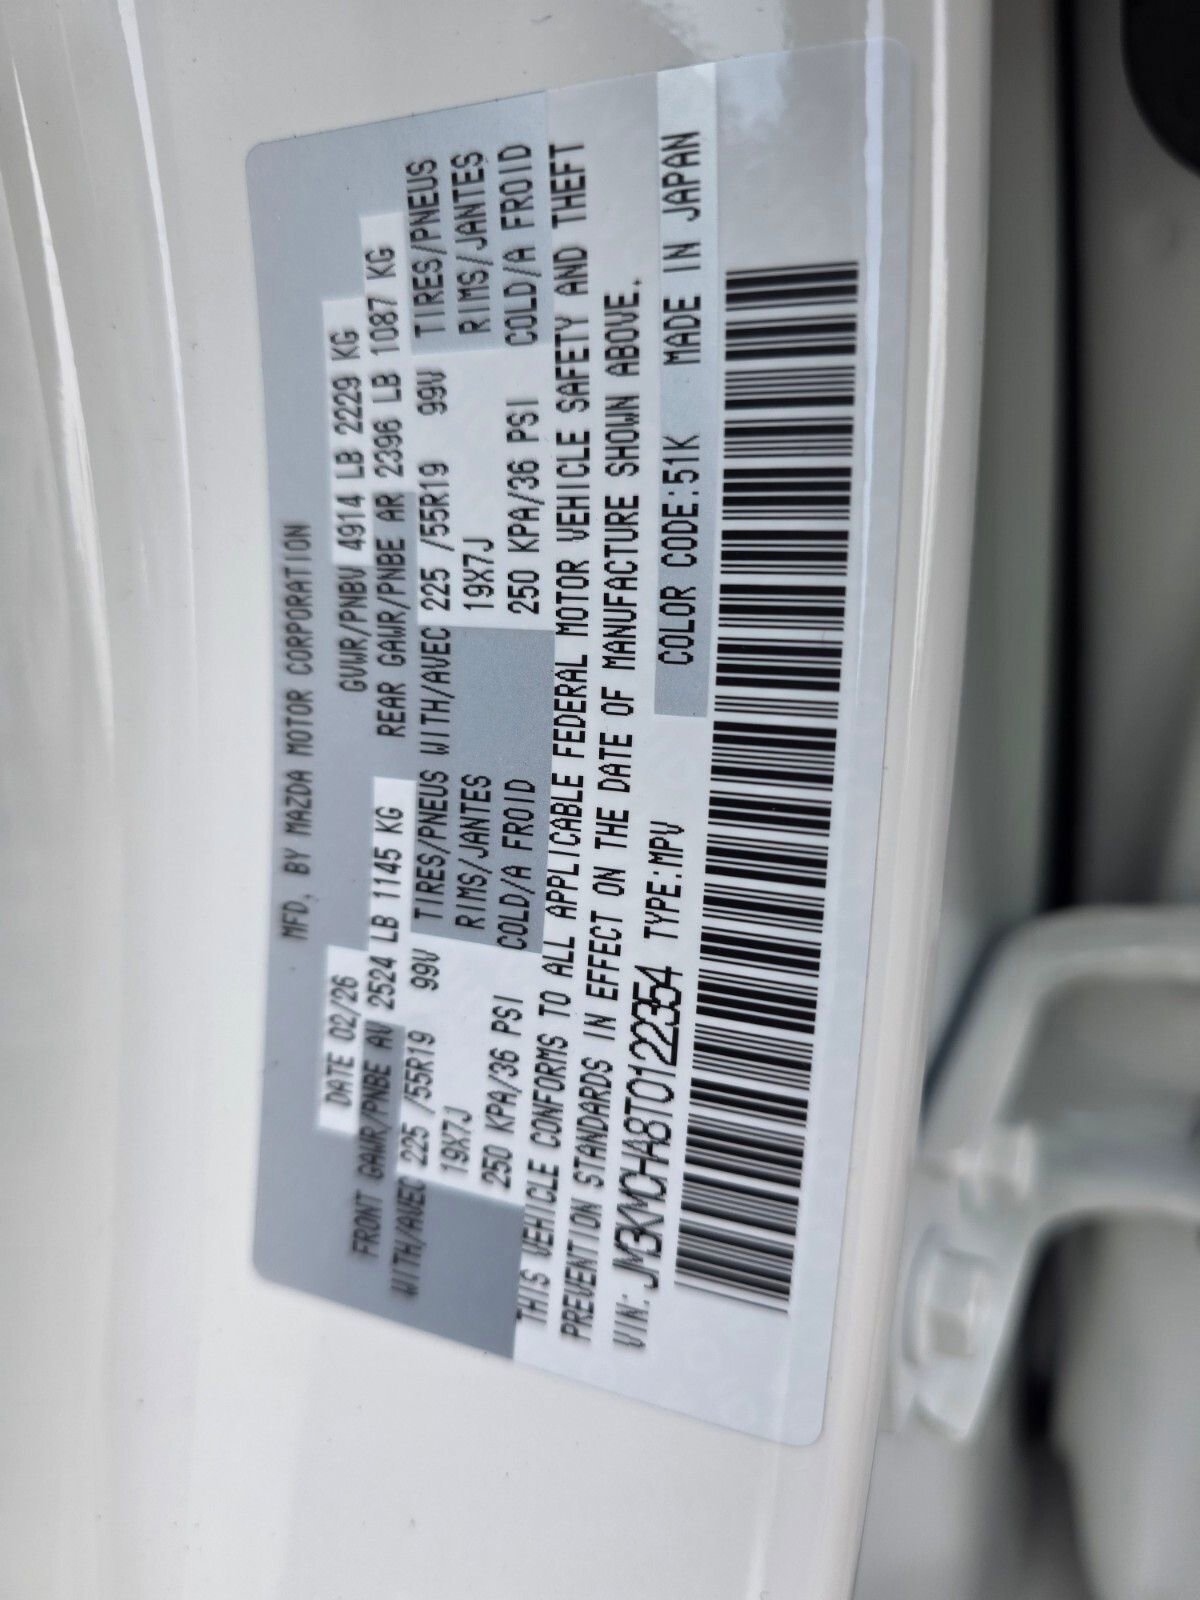 MFD. BY MAZDA MOTOR CORPORATION
DATE 02/26 GVWR/PNBV 4914 LB 2229 KG
FRONT GAWR/PNBE AV 2524 LB 1145 KG REAR GAWR/PNBE AR 2396 LB 1087 KG
WITH/AVEC 225 /55R19 99V TIRES/PNEUS WITH/AVEC 225 /55R19 99V TIRES/PNEUS
19X7J RIMS/JANTES 19X7J RIMS/JANTES
250 KPA/36 PSI COLD/A FROID 250 KPA/36 PSI COLD/A FROID
THIS VEHICLE CONFORMS TO ALL APPLICABLE FEDERAL MOTOR VEHICLE SAFETY AND THEFT
PREVENTION STANDARDS IN EFFECT ON THE DATE OF MANUFACTURE SHOWN ABOVE.
VIN: JM3KMCHA8T0122354 TYPE:MPV COLOR CODE:51K MADE IN JAPAN